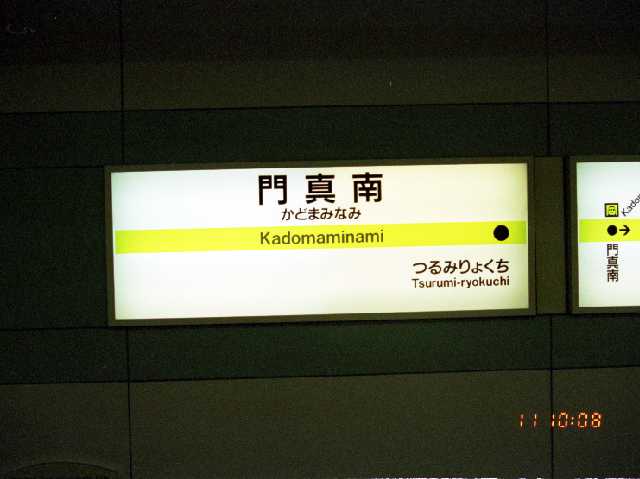 門真南
かどまみなみ
Kadomaminami
つるみりょくち
Tsurumi-ryokuchi
門真南
11 10:08